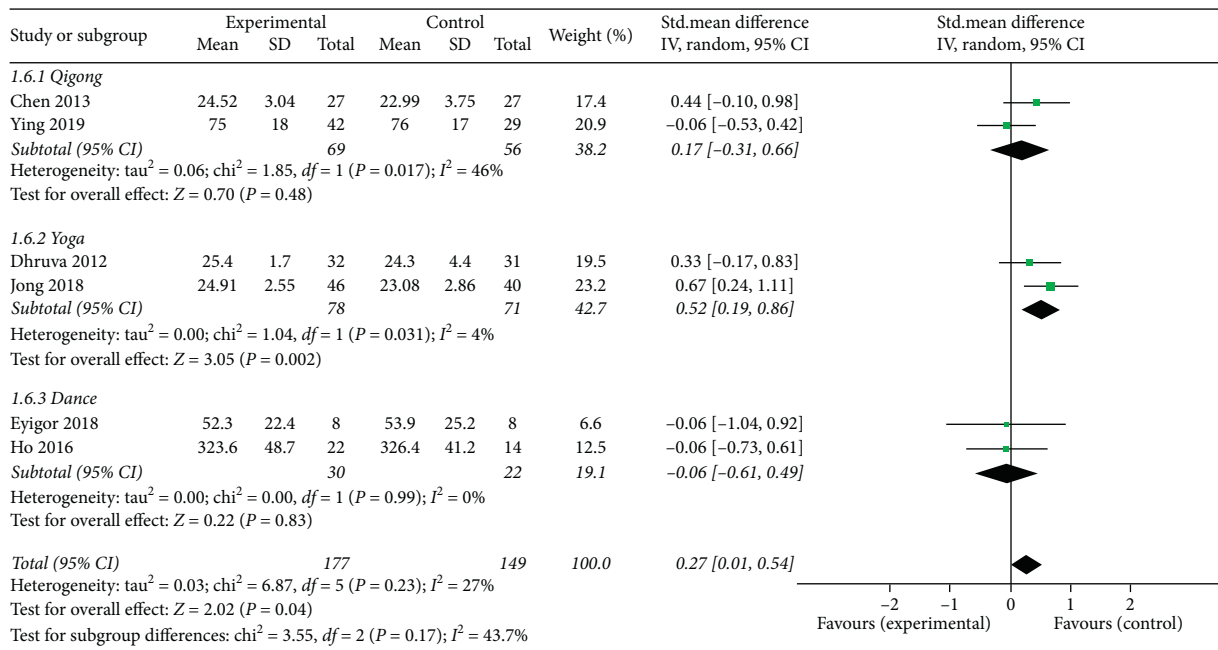 Study or subgroup Experimental Control Weight (%) Std.mean difference Std.mean difference
Mean SD Total Mean SD Total IV, random, 95% CI IV, random, 95% CI
1.6.1 Qigong
Chen 2013 24.52 3.04 27 22.99 3.75 27 17.4 0.44 [–0.10, 0.98]
Ying 2019 75 18 42 76 17 29 20.9 –0.06 [–0.53, 0.42]
Subtotal (95% CI) 69 56 38.2 0.17 [–0.31, 0.66]
Heterogeneity: tau² = 0.06; chi² = 1.85, df = 1 (P = 0.017); I² = 46%
Test for overall effect: Z = 0.70 (P = 0.48)
1.6.2 Yoga
Dhruva 2012 25.4 1.7 32 24.3 4.4 31 19.5 0.33 [–0.17, 0.83]
Jong 2018 24.91 2.55 46 23.08 2.86 40 23.2 0.67 [0.24, 1.11]
Subtotal (95% CI) 78 71 42.7 0.52 [0.19, 0.86]
Heterogeneity: tau² = 0.00; chi² = 1.04, df = 1 (P = 0.031); I² = 4%
Test for overall effect: Z = 3.05 (P = 0.002)
1.6.3 Dance
Eyigor 2018 52.3 22.4 8 53.9 25.2 8 6.6 –0.06 [–1.04, 0.92]
Ho 2016 323.6 48.7 22 326.4 41.2 14 12.5 –0.06 [–0.73, 0.61]
Subtotal (95% CI) 30 22 19.1 –0.06 [–0.61, 0.49]
Heterogeneity: tau² = 0.00; chi² = 0.00, df = 1 (P = 0.99); I² = 0%
Test for overall effect: Z = 0.22 (P = 0.83)
Total (95% CI) 177 149 100.0 0.27 [0.01, 0.54]
Heterogeneity: tau² = 0.03; chi² = 6.87, df = 5 (P = 0.23); I² = 27%
Test for overall effect: Z = 2.02 (P = 0.04)
Test for subgroup differences: chi² = 3.55, df = 2 (P = 0.17); I² = 43.7%
–2 –1 0 1 2
Favours (experimental) Favours (control)